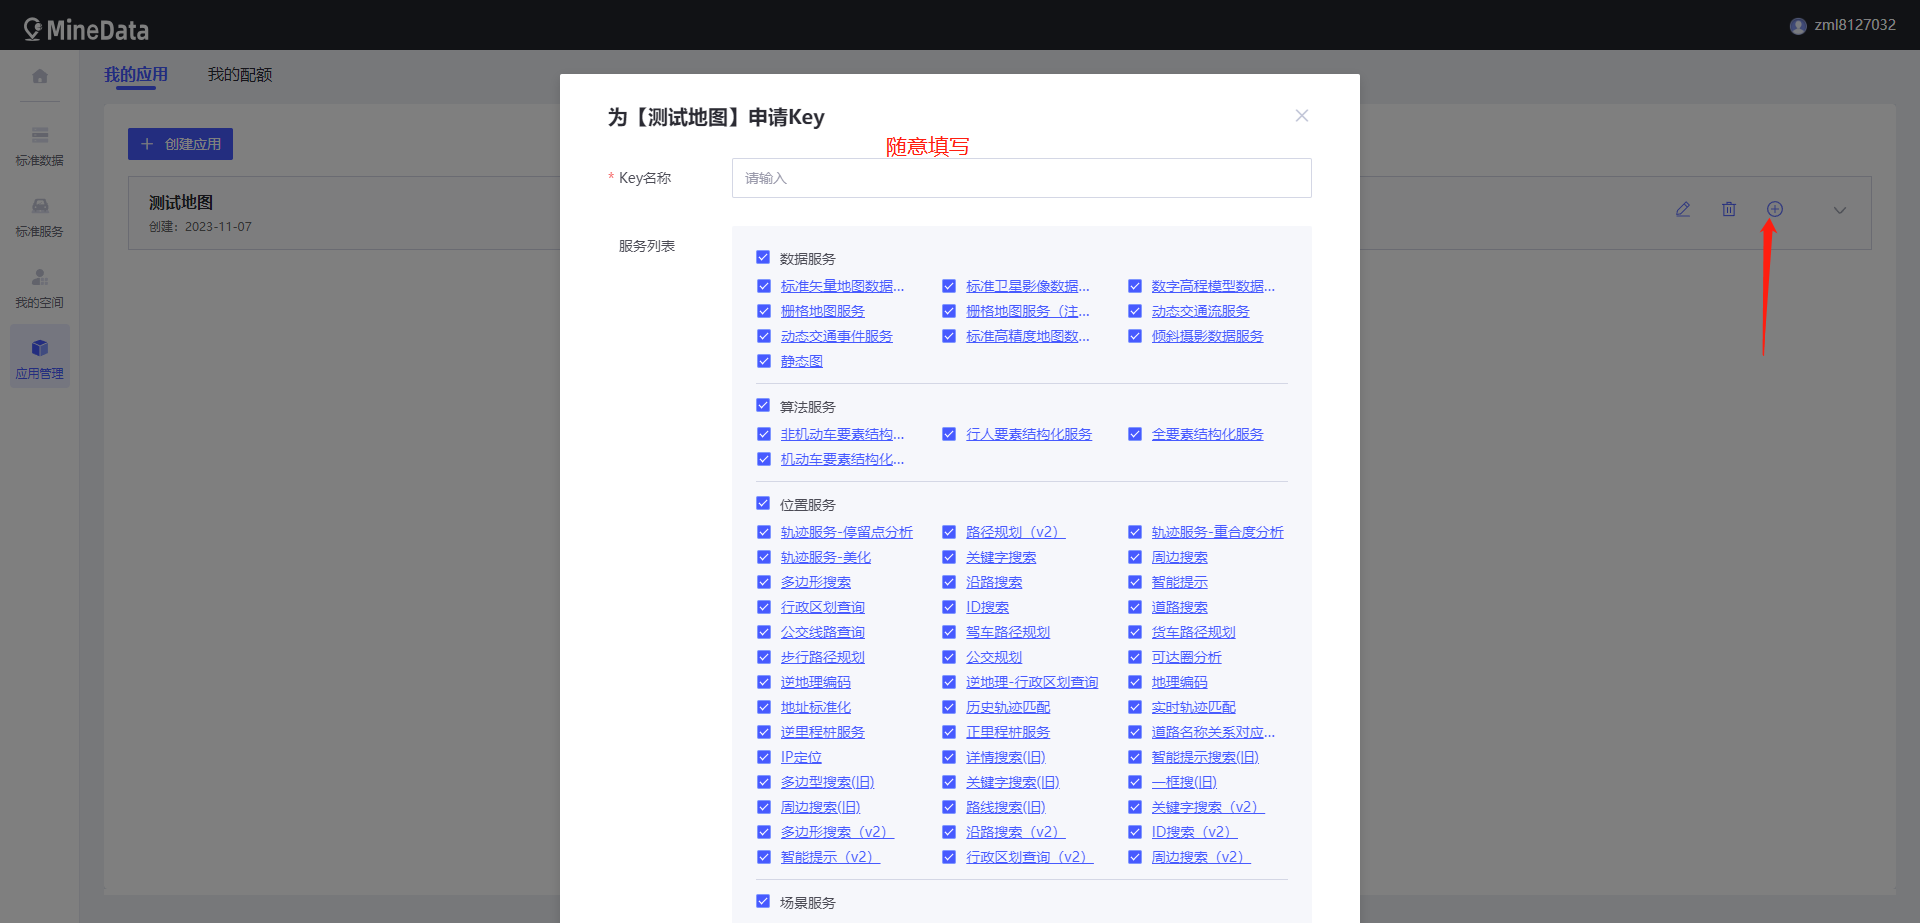 MineData
zml8127032
我的应用
我的配额
标准数据
标准服务
我的空间
应用管理
创建应用
测试地图
创建：2023-11-07
为【测试地图】申请Key
随意填写
* Key名称
请输入
服务列表
数据服务
标准矢量地图数据... 标准卫星影像数据... 数字高程模型数据...
栅格地图服务 栅格地图服务（注... 动态交通流服务
动态交通事件服务 标准高精度地图数... 倾斜摄影数据服务
静态图
算法服务
非机动车要素结构... 行人要素结构化服务 全要素结构化服务
机动车要素结构化...
位置服务
轨迹服务-停留点分析 路径规划（v2） 轨迹服务-重合度分析
轨迹服务-美化 关键字搜索 周边搜索
多边形搜索 沿路搜索 智能提示
行政区划查询 ID搜索 道路搜索
公交线路查询 驾车路径规划 货车路径规划
步行路径规划 公交规划 可达圈分析
逆地理编码 逆地理-行政区划查询 地理编码
地址标准化 历史轨迹匹配 实时轨迹匹配
逆里程桩服务 正里程桩服务 道路名称关系对应...
IP定位 详情搜索(旧) 智能提示搜索(旧)
多边型搜索(旧) 关键字搜索(旧) 一框搜(旧)
周边搜索(旧) 路线搜索(旧) 关键字搜索（v2）
多边形搜索（v2） 沿路搜索（v2） ID搜索（v2）
智能提示（v2） 行政区划查询（v2） 周边搜索（v2）
场景服务